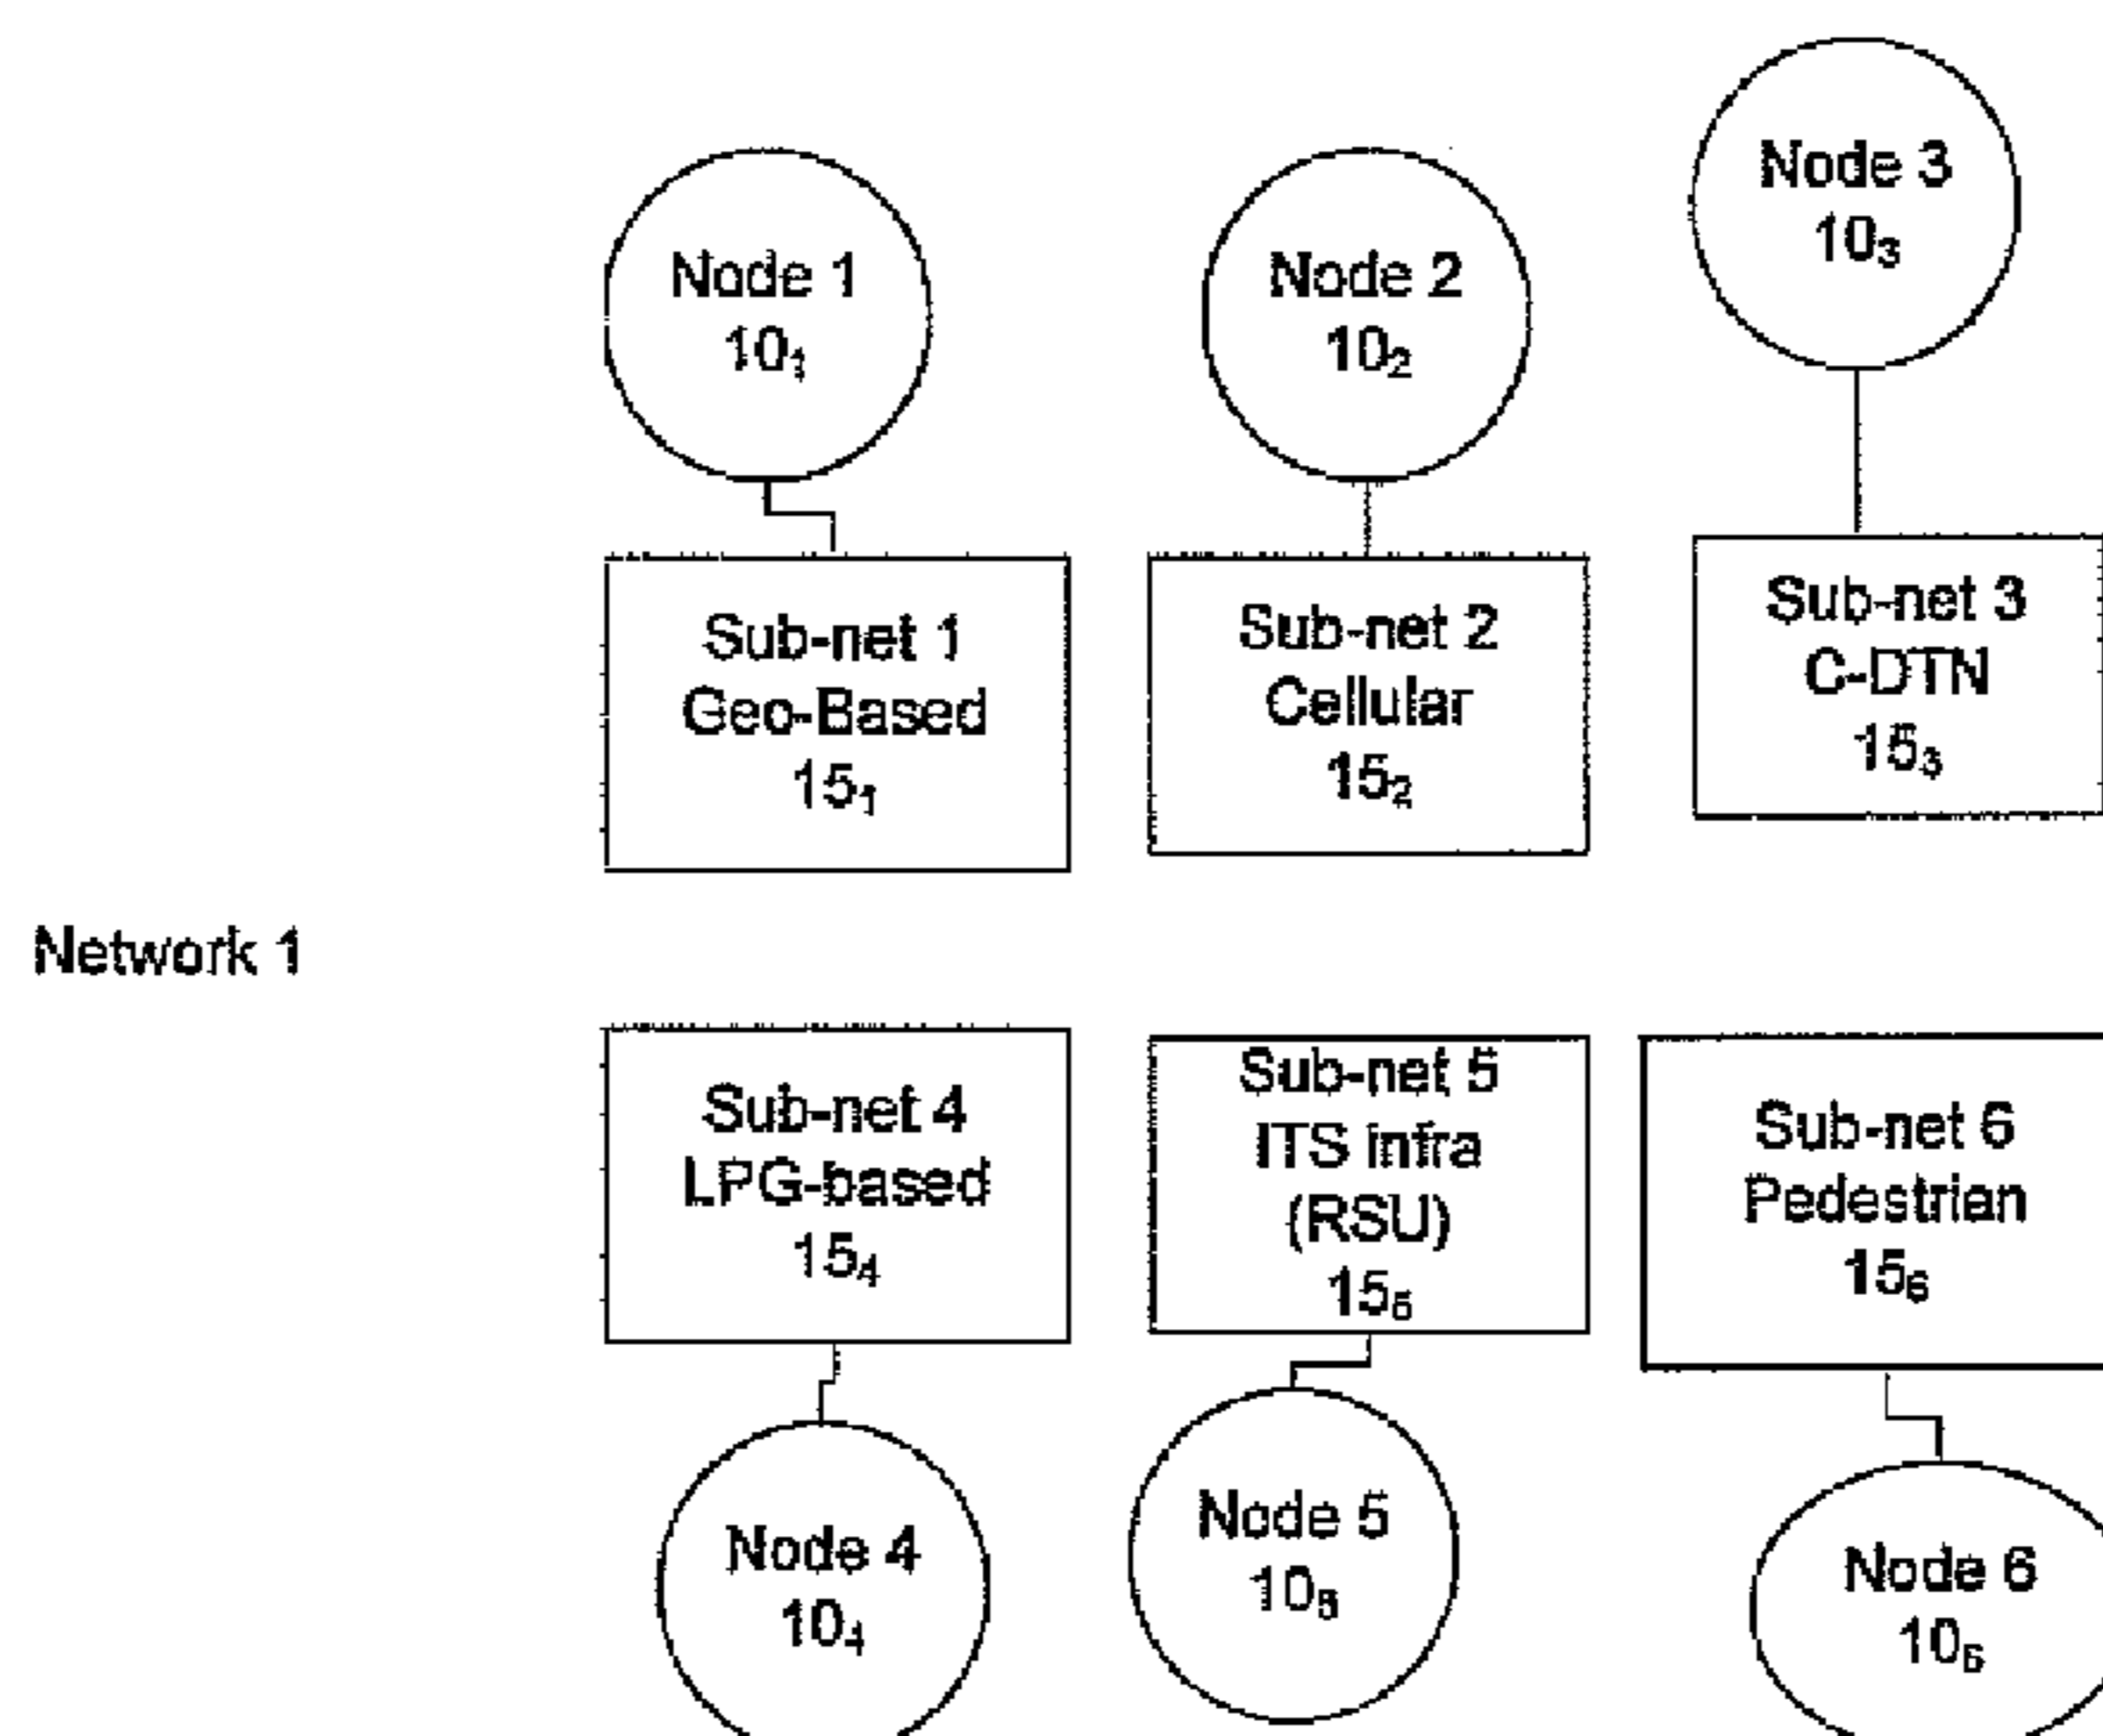 Node 1
10₁
Node 2
10₂
Node 3
10₃
Sub-net 1
Geo-Based
15₁
Sub-net 2
Cellular
15₂
Sub-net 3
C-DTN
15₃
Network 1
Sub-net 4
LPG-based
15₄
Sub-net 5
ITS infra
(RSU)
15₅
Sub-net 6
Pedestrian
15₆
Node 4
10₄
Node 5
10₅
Node 6
10₆